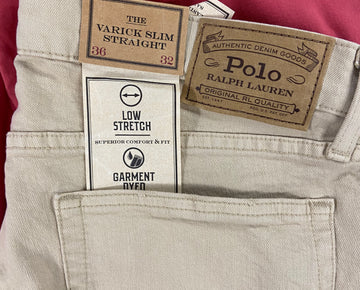 THE
VARICK SLIM
STRAIGHT
36 32
LOW
STRETCH
SUPERIOR COMFORT & FIT
GARMENT
DYED
AUTHENTIC DENIM GOODS
Polo
RALPH LAUREN
ORIGINAL RL QUALITY